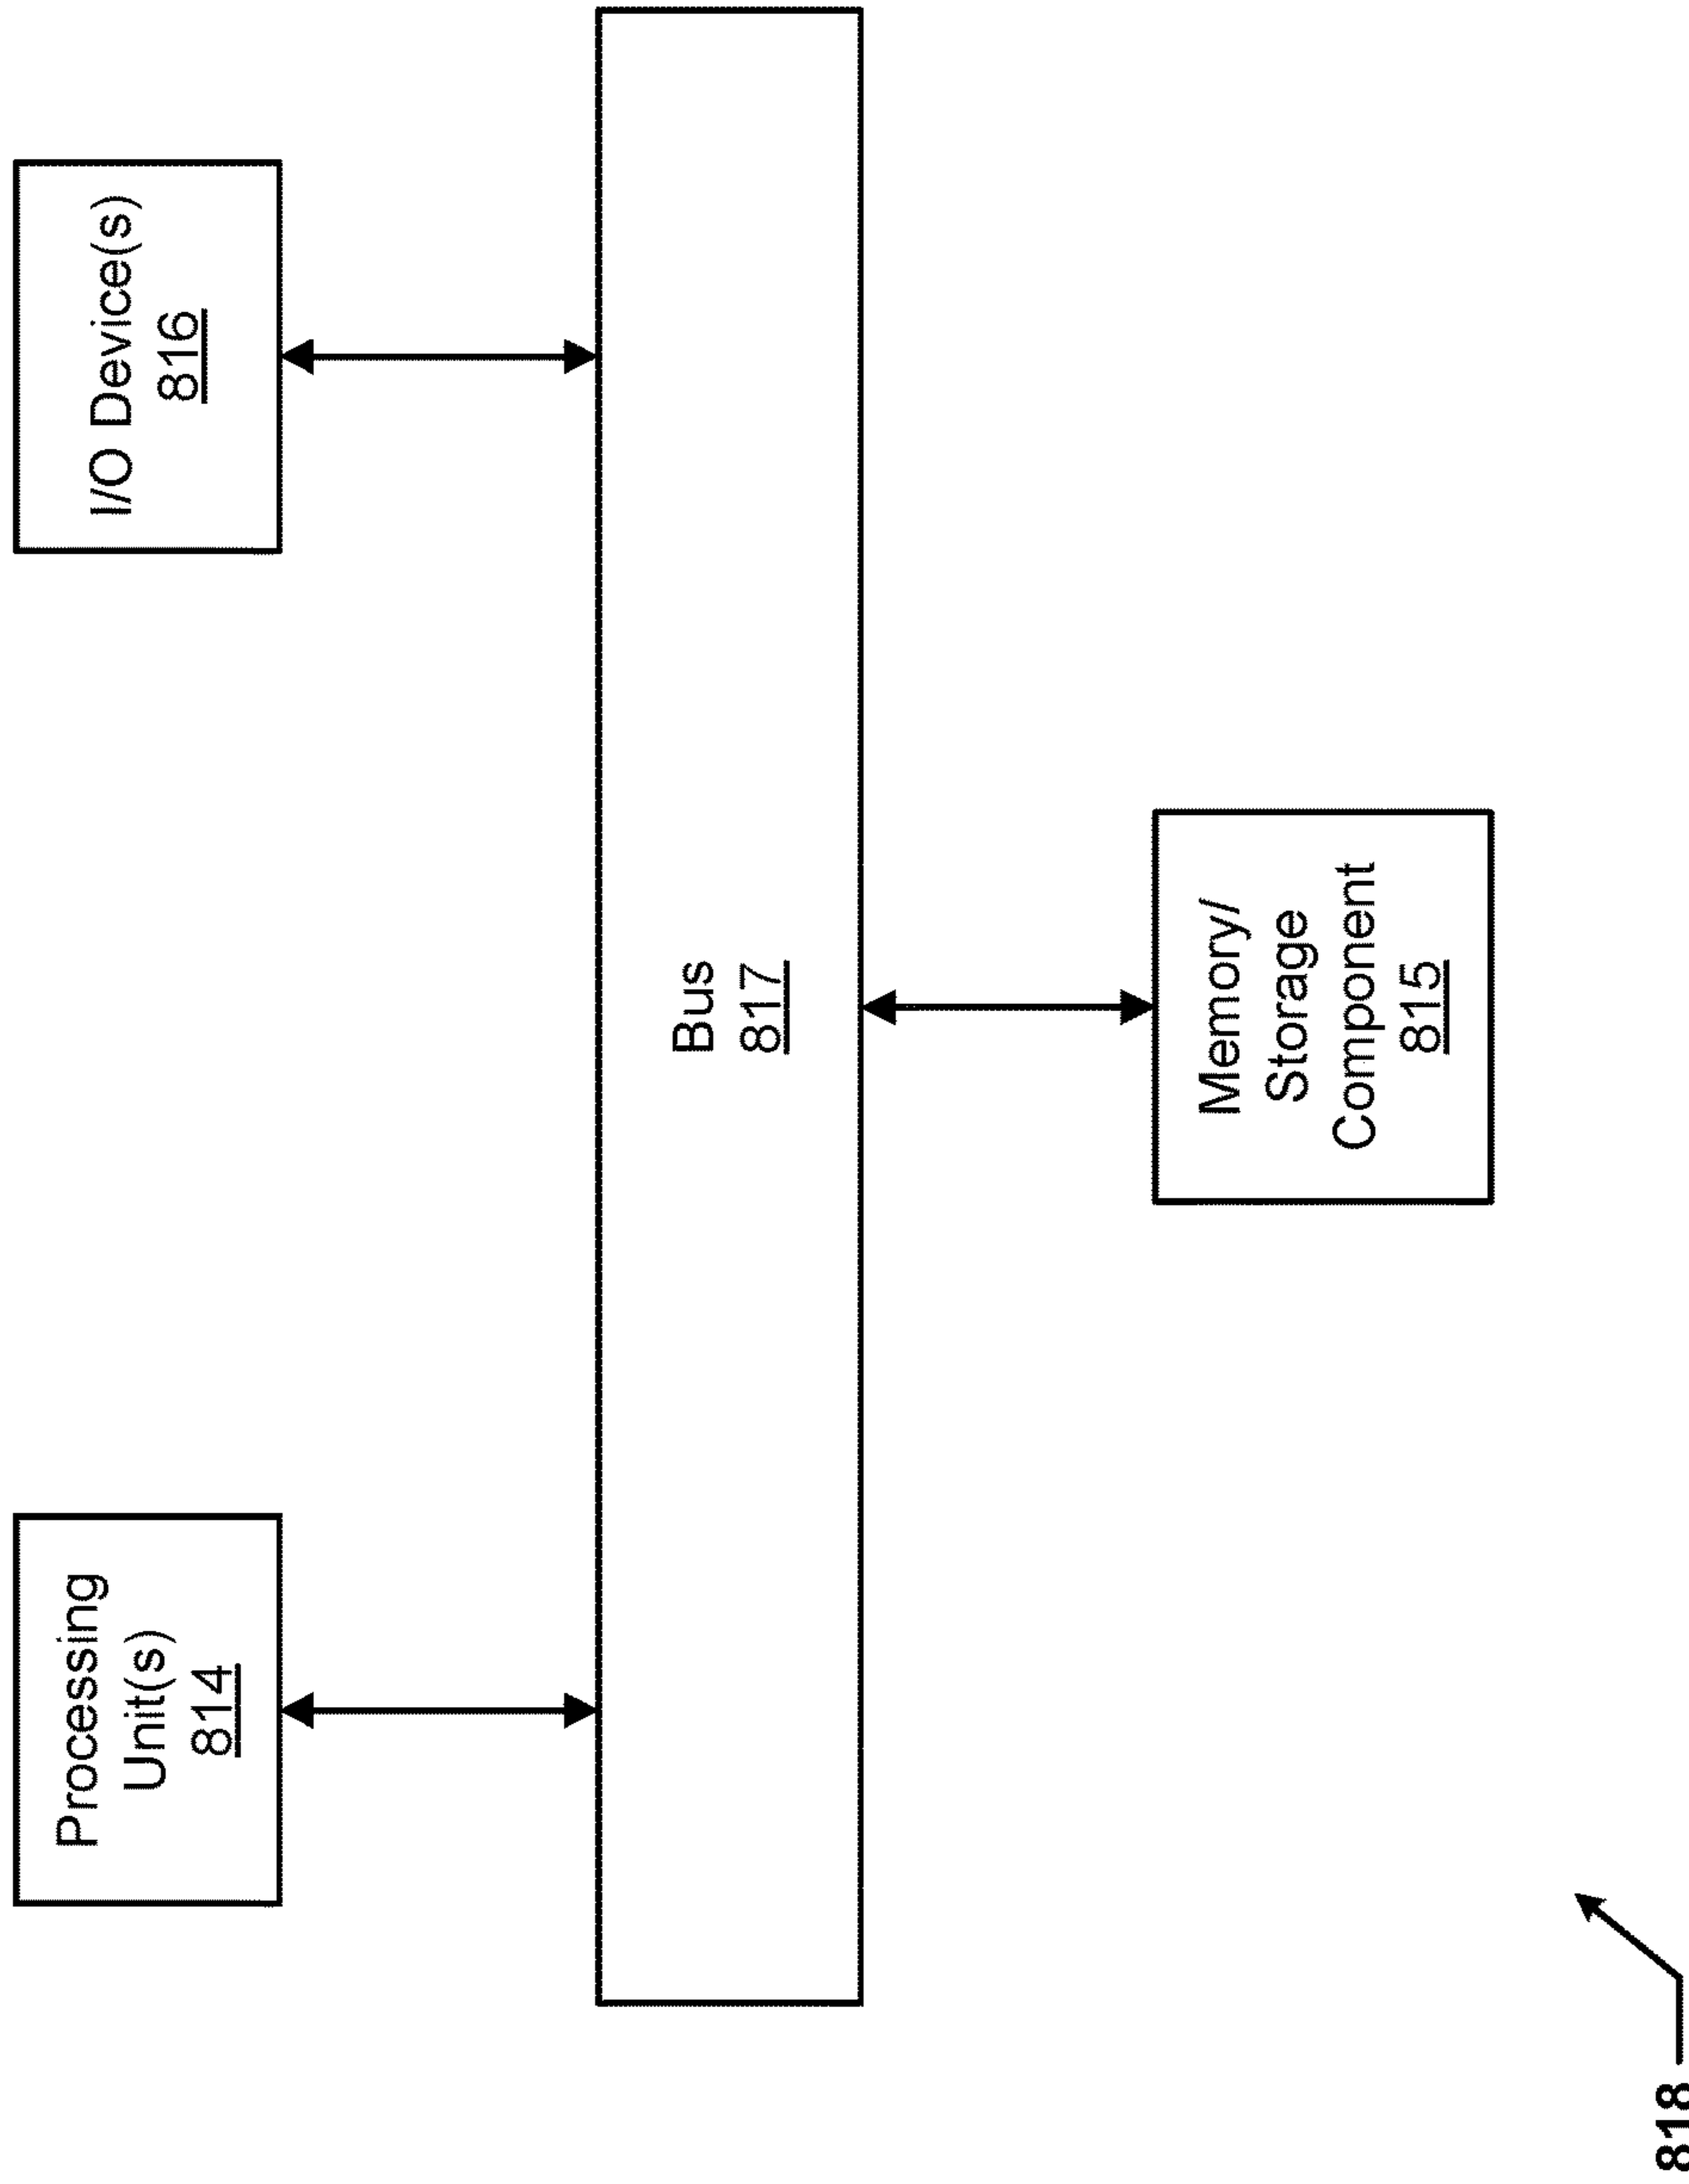 Processing
Unit(s)
814
I/O Device(s)
816
Bus
817
Memory/
Storage
Component
815
818